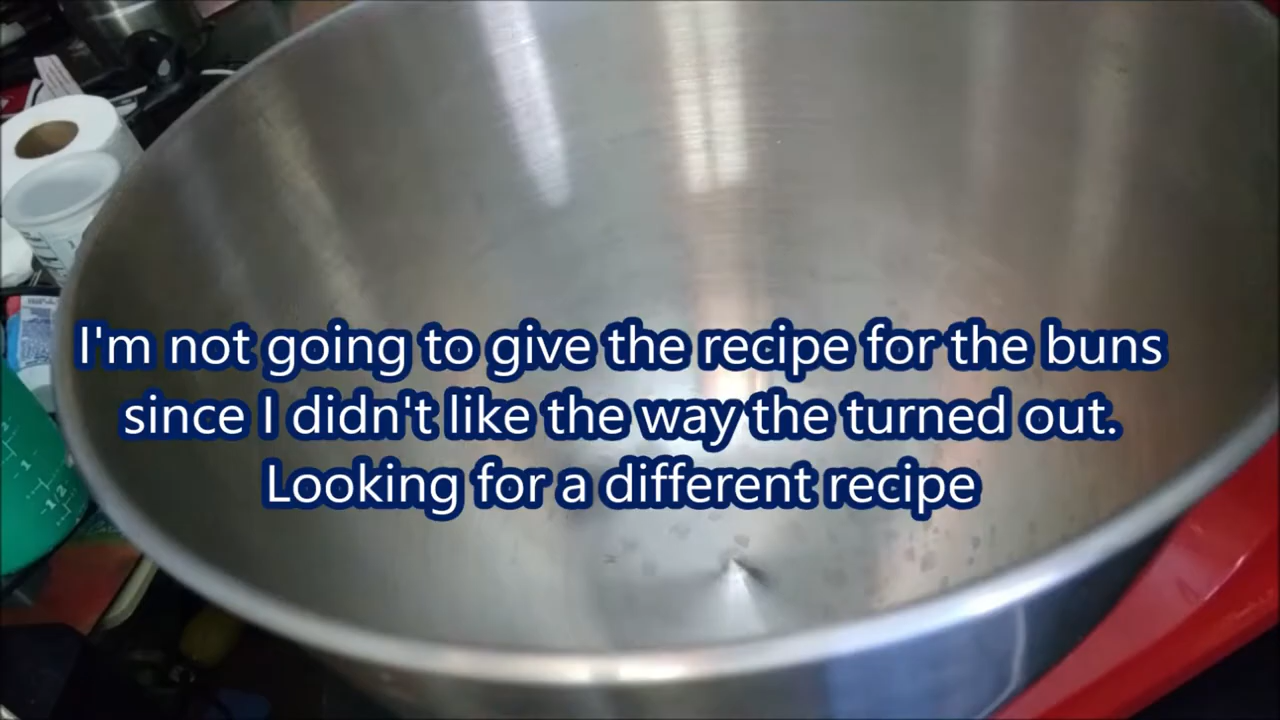 I'm not going to give the recipe for the buns
since I didn't like the way the turned out.
Looking for a different recipe